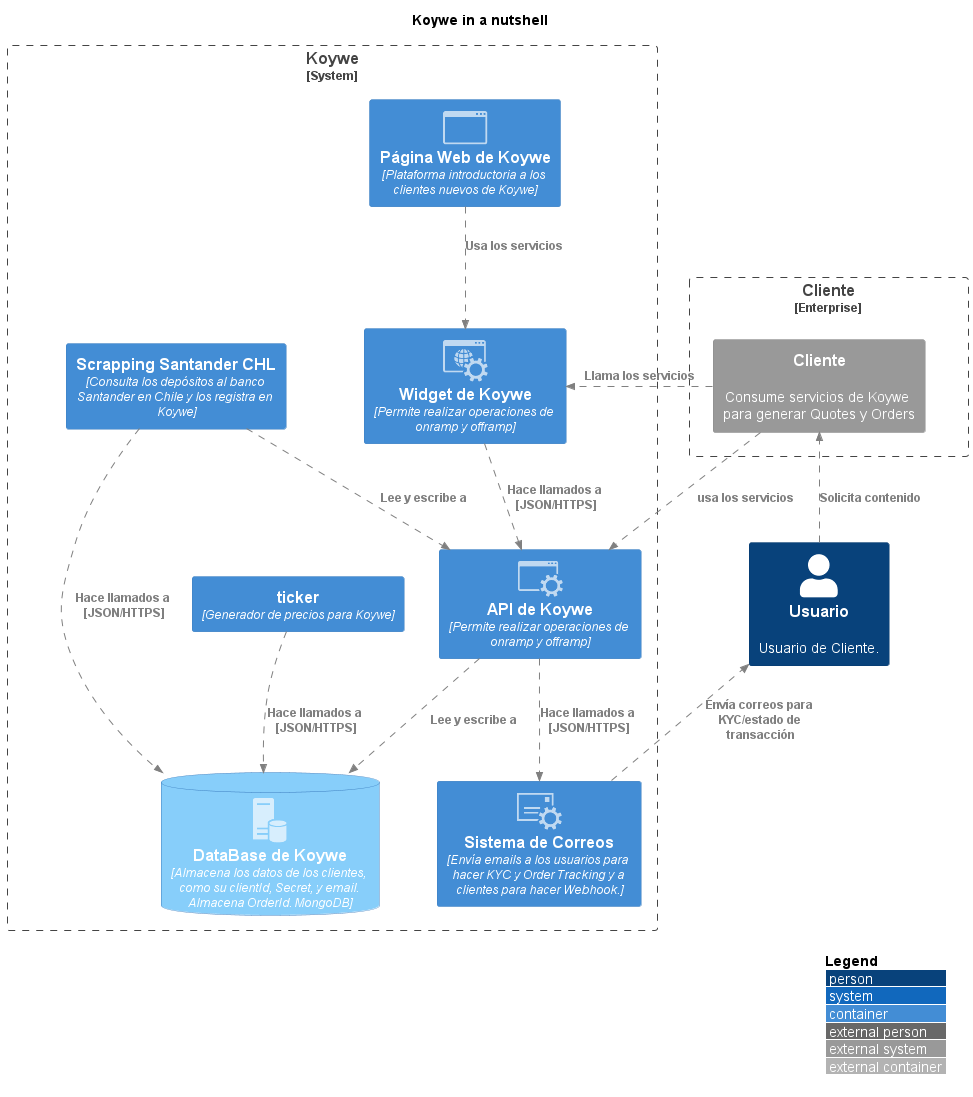 Koywe in a nutshell
Koywe
[System]
Página Web de Koywe
[Plataforma introductoria a los
clientes nuevos de Koywe]
Usa los servicios
Cliente
[Enterprise]
Scrapping Santander CHL
[Consulta los depósitos al banco
Santander en Chile y los registra en
Koywe]
Widget de Koywe
[Permite realizar operaciones de
onramp y offramp]
Llama los servicios
Cliente
Consume servicios de Koywe
para generar Quotes y Orders
Lee y escribe a
Hace llamados a
[JSON/HTTPS]
usa los servicios
Solicita contenido
Hace llamados a
[JSON/HTTPS]
ticker
[Generador de precios para Koywe]
API de Koywe
[Permite realizar operaciones de
onramp y offramp]
Usuario
Usuario de Cliente.
Hace llamados a
[JSON/HTTPS]
Lee y escribe a
Hace llamados a
[JSON/HTTPS]
Envía correos para
KYC/estado de
transacción
DataBase de Koywe
[Almacena los datos de los clientes,
como su clientId, Secret, y email.
Almacena OrderId. MongoDB]
Sistema de Correos
[Envia emails a los usuarios para
hacer KYC y Order Tracking y a
clientes para hacer Webhook.]
Legend
person
system
container
external person
external system
external container